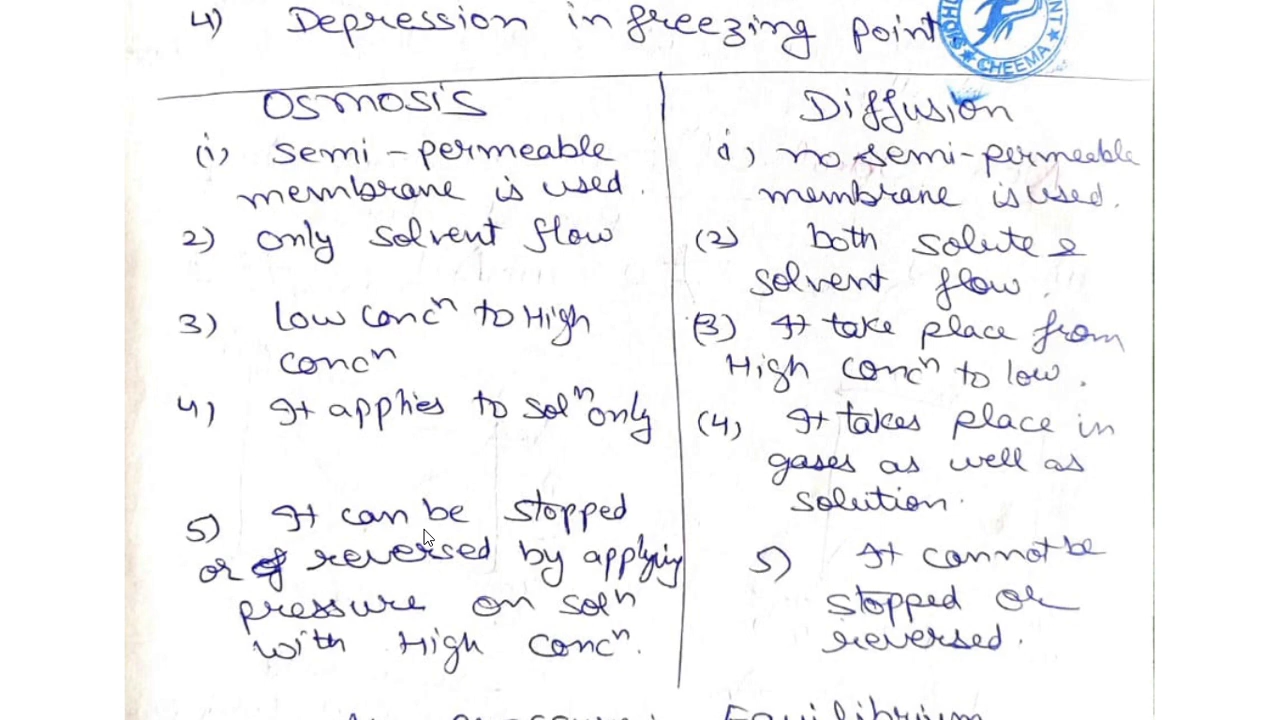 4) Depression in freezing point
CHEEMA
Osmosis
(i) semi-permeable
membrane is used.
2) only solvent flow
3) low concⁿ to High
concⁿ
4) It applies to solⁿ only
5) It can be stopped
or reversed by applying
pressure on solⁿ
with High concⁿ.
Diffusion
i) no semi-permeable
membrane is used.
(2) both solute &
solvent flow.
(3) It take place from
High concⁿ to low.
(4) It takes place in
gases as well as
solution.
5) It cannot be
stopped or
reversed.
Equilibrium